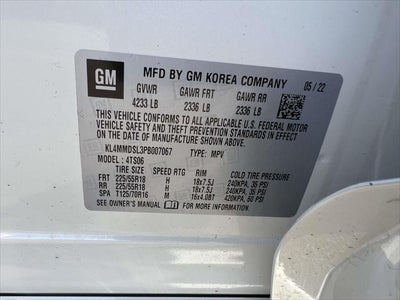 GM
MFD BY GM KOREA COMPANY
05/22
GVWR GAWR FRT GAWR RR
4233 LB 2336 LB 2336 LB
THIS VEHICLE CONFORMS TO ALL APPLICABLE U.S. FEDERAL MOTOR
VEHICLE SAFETY AND THEFT PREVENTION STANDARDS IN EFFECT
ON THE DATE OF MANUFACTURE SHOWN ABOVE.
KL4MMDSL3PB007067 TYPE: MPV
MODEL: 4TS06
TIRE SIZE SPEED RTG RIM COLD TIRE PRESSURE
FRT 225/55R18 H 18x7.5J 240KPA, 35 PSI
RR 225/55R18 H 18x7.5J 240KPA, 35 PSI
SPA T125/70R16 M 16x4.0BT 420KPA, 60 PSI
SEE OWNER'S MANUAL FOR MORE INFORMATION.